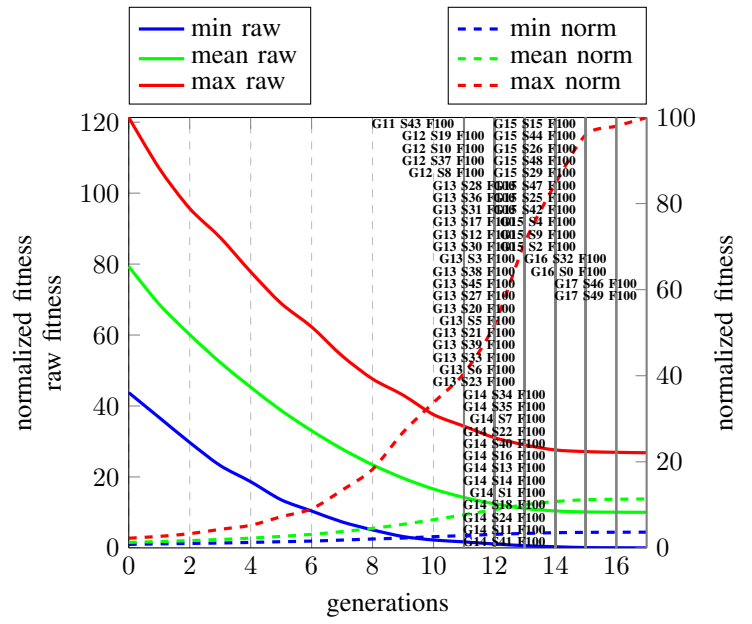 min raw
mean raw
max raw
min norm
mean norm
max norm
normalized fitness
raw fitness
120
100
80
60
40
20
0
100
80
60
40
20
0
normalized fitness
0 2 4 6 8 10 12 14 16
generations
G11 S43 F100
G12 S19 F100
G12 S10 F100
G12 S37 F100
G12 S8 F100
G13 S28 F100
G13 S36 F100
G13 S31 F100
G13 S17 F100
G13 S12 F100
G13 S30 F100
G13 S3 F100
G13 S38 F100
G13 S45 F100
G13 S27 F100
G13 S20 F100
G13 S5 F100
G13 S21 F100
G13 S39 F100
G13 S33 F100
G13 S6 F100
G13 S23 F100
G14 S34 F100
G14 S35 F100
G14 S7 F100
G14 S22 F100
G14 S40 F100
G14 S16 F100
G14 S13 F100
G14 S14 F100
G14 S1 F100
G14 S18 F100
G14 S24 F100
G14 S11 F100
G14 S41 F100
G15 S15 F100
G15 S44 F100
G15 S26 F100
G15 S48 F100
G15 S29 F100
G15 S47 F100
G15 S25 F100
G15 S42 F100
G15 S4 F100
G15 S9 F100
G15 S2 F100
G16 S32 F100
G16 S0 F100
G17 S46 F100
G17 S49 F100